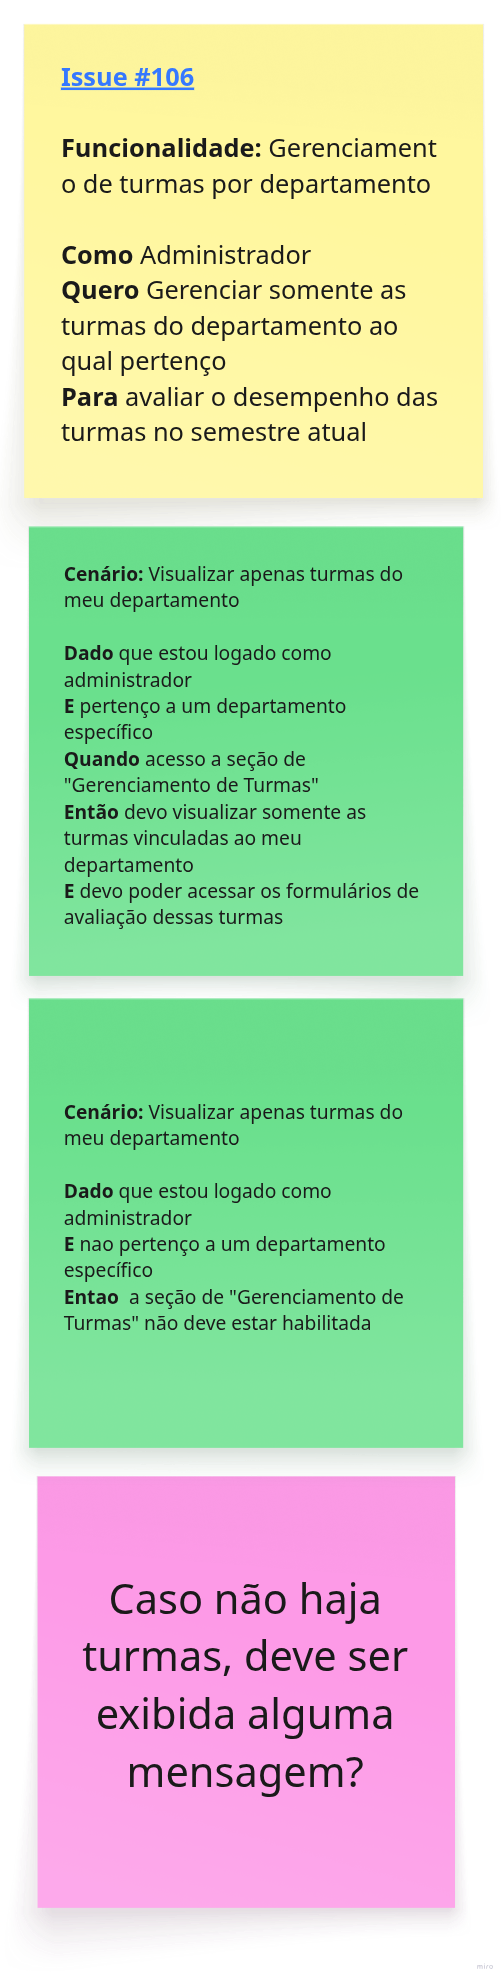 Issue #106
Funcionalidade: Gerenciament
o de turmas por departamento
Como Administrador
Quero Gerenciar somente as
turmas do departamento ao
qual pertenço
Para avaliar o desempenho das
turmas no semestre atual
Cenário: Visualizar apenas turmas do
meu departamento
Dado que estou logado como
administrador
E pertenço a um departamento
específico
Quando acesso a seção de
"Gerenciamento de Turmas"
Então devo visualizar somente as
turmas vinculadas ao meu
departamento
E devo poder acessar os formulários de
avaliação dessas turmas
Cenário: Visualizar apenas turmas do
meu departamento
Dado que estou logado como
administrador
E nao pertenço a um departamento
específico
Entao  a seção de "Gerenciamento de
Turmas" não deve estar habilitada
Caso não haja
turmas, deve ser
exibida alguma
mensagem?
miro